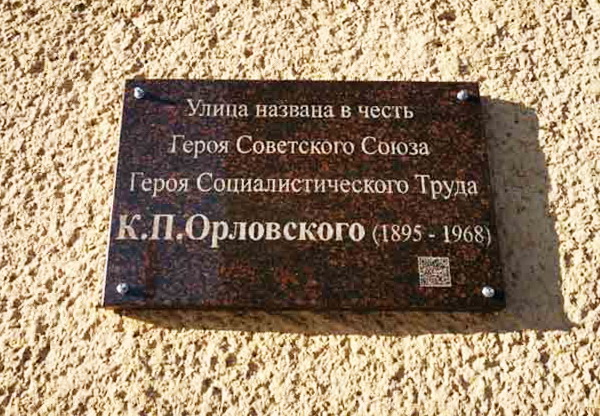 Улица названа в честь
Героя Советского Союза
Героя Социалистического Труда
К.П.Орловского (1895 - 1968)